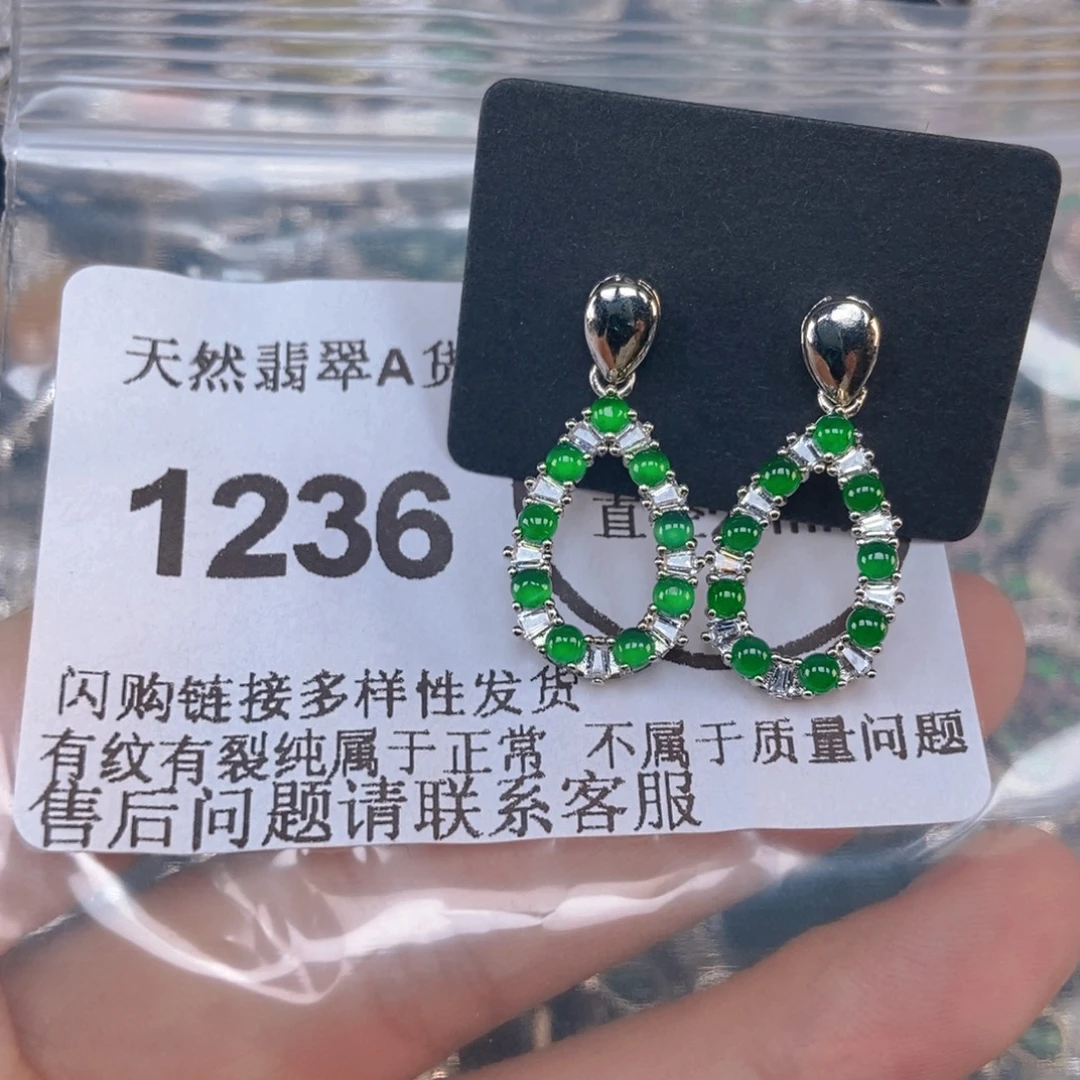 天然翡翠A货
1236
直
闪购链接多样性发货
有纹有裂纯属于正常 不属于质量问题
售后问题请联系客服